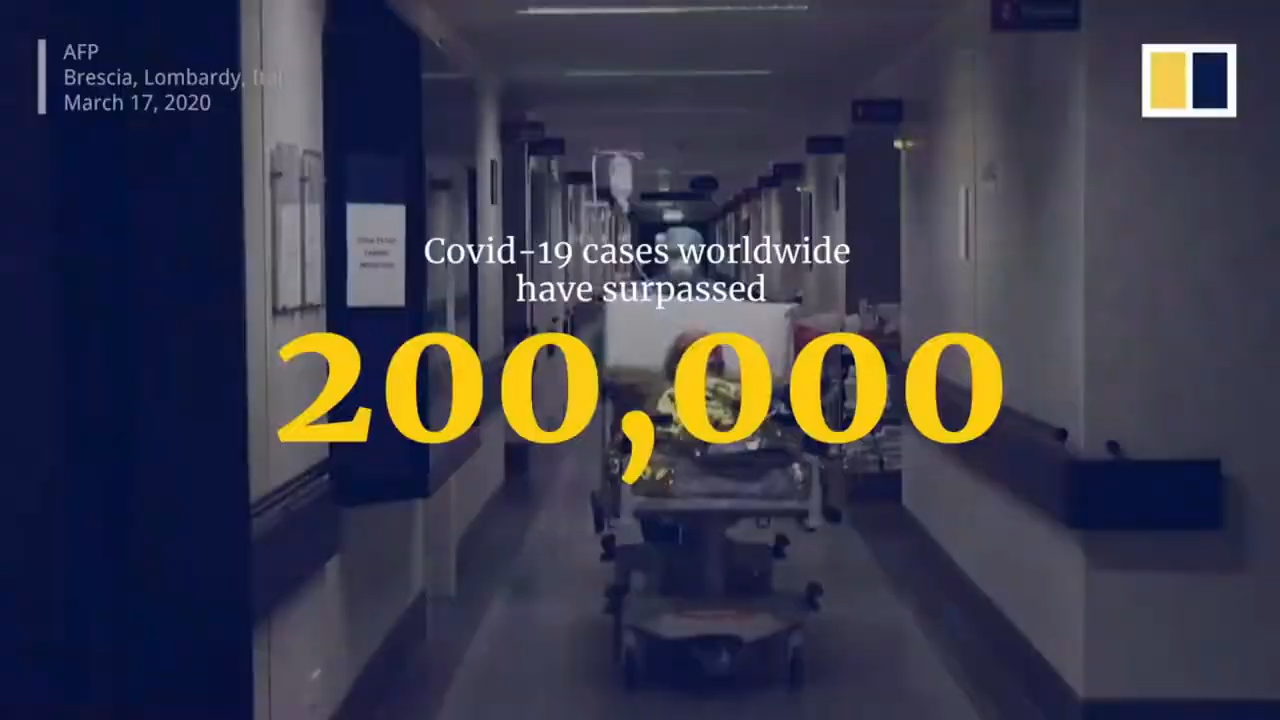 AFP
Brescia, Lombardy,
March 17, 2020
Covid-19 cases worldwide
have surpassed
200,000